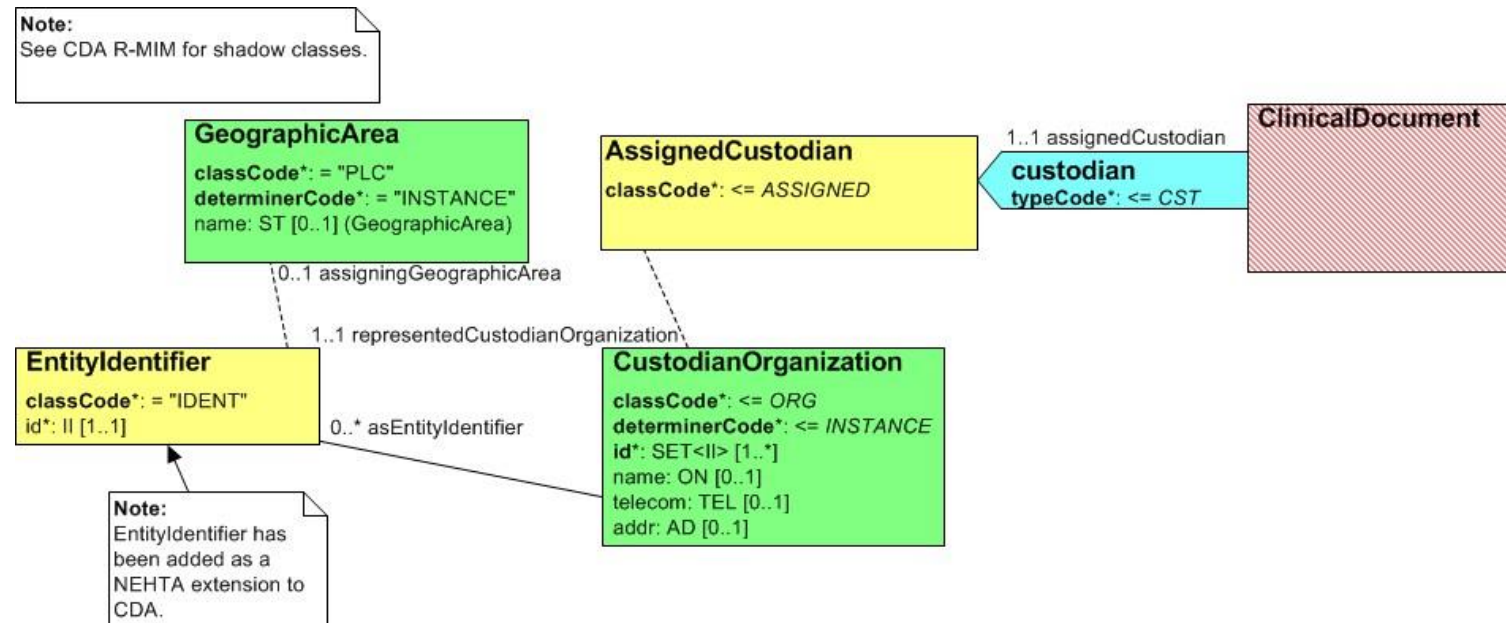 Note:
See CDA R-MIM for shadow classes.
GeographicArea
classCode*: = "PLC"
determinerCode*: = "INSTANCE"
name: ST [0..1] (GeographicArea)
AssignedCustodian
classCode*: <= ASSIGNED
1..1 assignedCustodian
custodian
typeCode*: <= CST
ClinicalDocument
0..1 assigningGeographicArea
1..1 representedCustodianOrganization
EntityIdentifier
classCode*: = "IDENT"
id*: II [1..1]
0..* asEntityIdentifier
CustodianOrganization
classCode*: <= ORG
determinerCode*: <= INSTANCE
id*: SET<II> [1..*]
name: ON [0..1]
telecom: TEL [0..1]
addr: AD [0..1]
Note:
EntityIdentifier has
been added as a
NEHTA extension to
CDA.